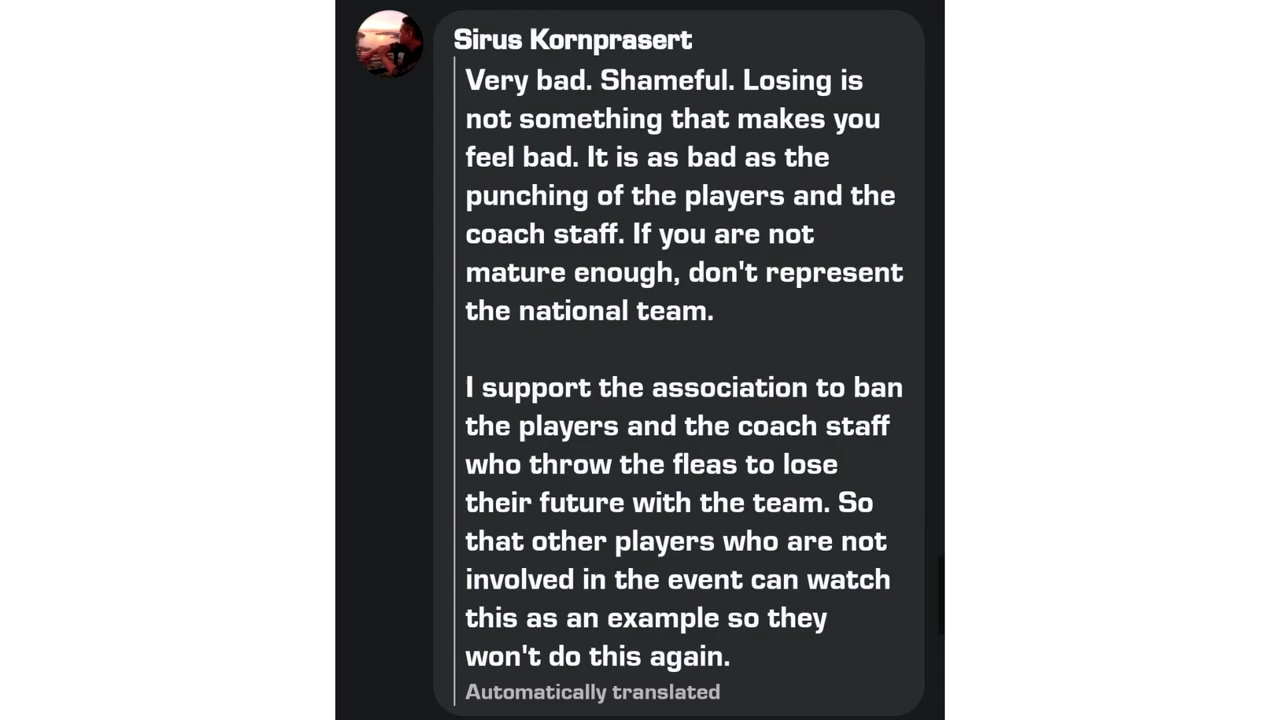 Sirus Kornprasert
Very bad. Shameful. Losing is
not something that makes you
feel bad. It is as bad as the
punching of the players and the
coach staff. If you are not
mature enough, don't represent
the national team.
I support the association to ban
the players and the coach staff
who throw the fleas to lose
their future with the team. So
that other players who are not
involved in the event can watch
this as an example so they
won't do this again.
Automatically translated